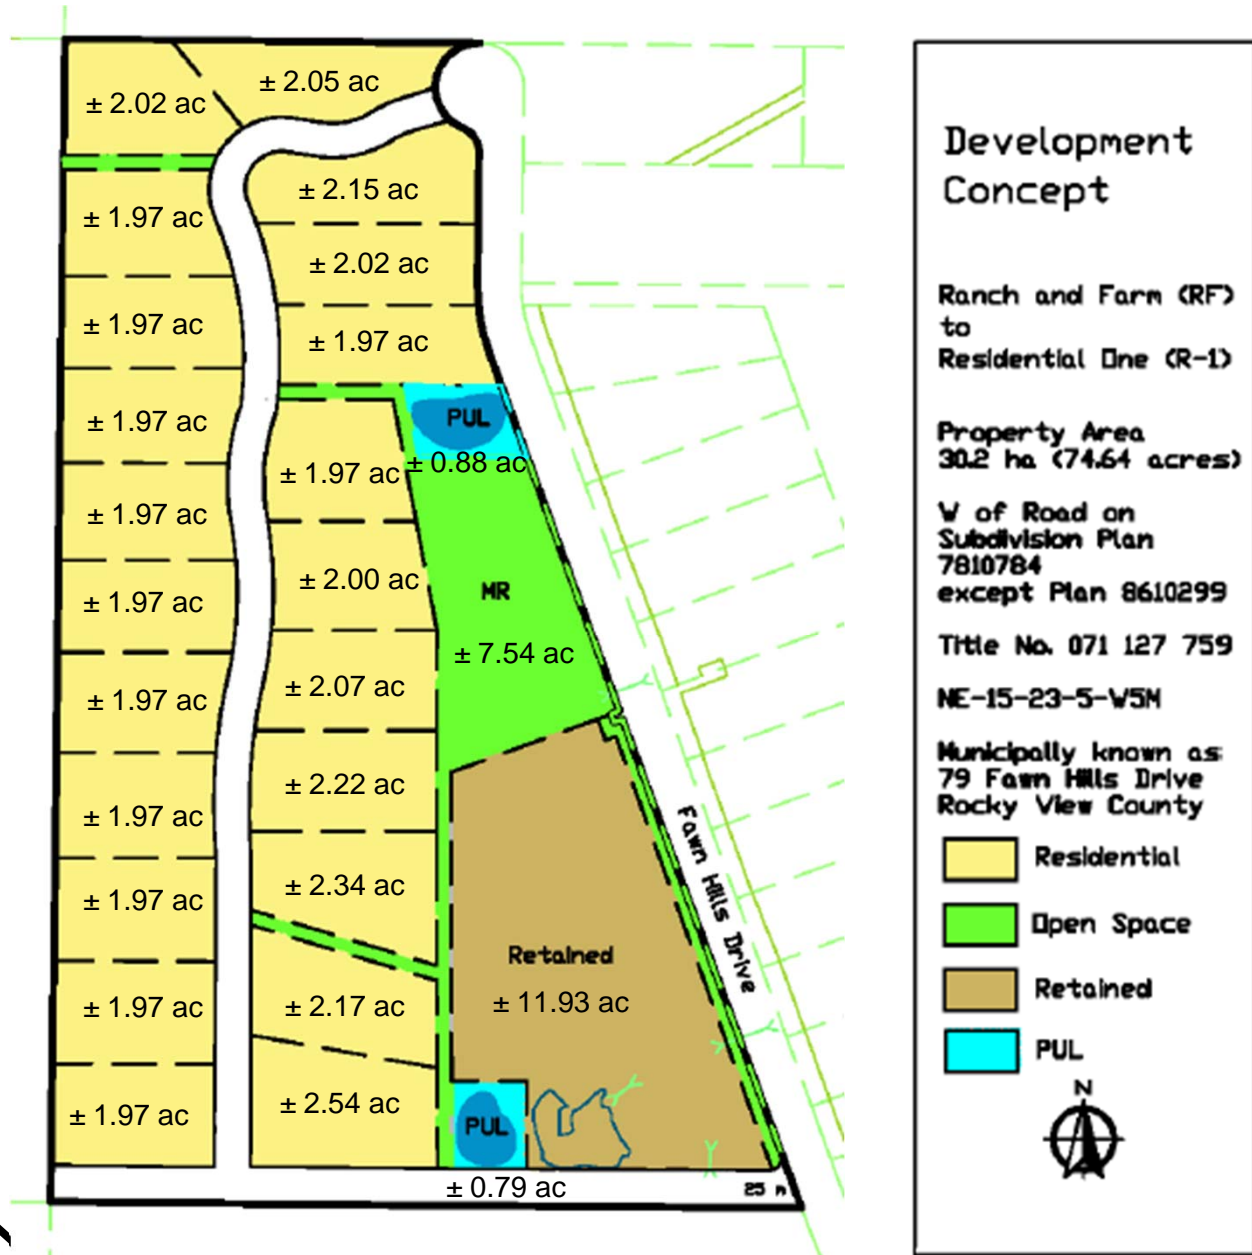 ± 2.02 ac
± 2.05 ac
± 2.15 ac
± 1.97 ac
± 2.02 ac
± 1.97 ac
± 1.97 ac
± 1.97 ac
PUL
± 0.88 ac
± 1.97 ac
± 1.97 ac
± 2.00 ac
MR
± 1.97 ac
± 7.54 ac
± 2.07 ac
± 1.97 ac
± 2.22 ac
± 1.97 ac
± 2.34 ac
± 1.97 ac
Fawn Hills Drive
Retained
± 11.93 ac
± 2.17 ac
± 1.97 ac
± 2.54 ac
± 1.97 ac
PUL
± 0.79 ac
25 m
Development
Concept
Ranch and Farm (RF)
to
Residential One (R-1)
Property Area
30.2 ha (74.64 acres)
W of Road on
Subdivision Plan
7810784
except Plan 8610299
Title No. 071 127 759
NE-15-23-5-W5M
Municipally known as:
79 Fawn Hills Drive
Rocky View County
Residential
Open Space
Retained
PUL
N